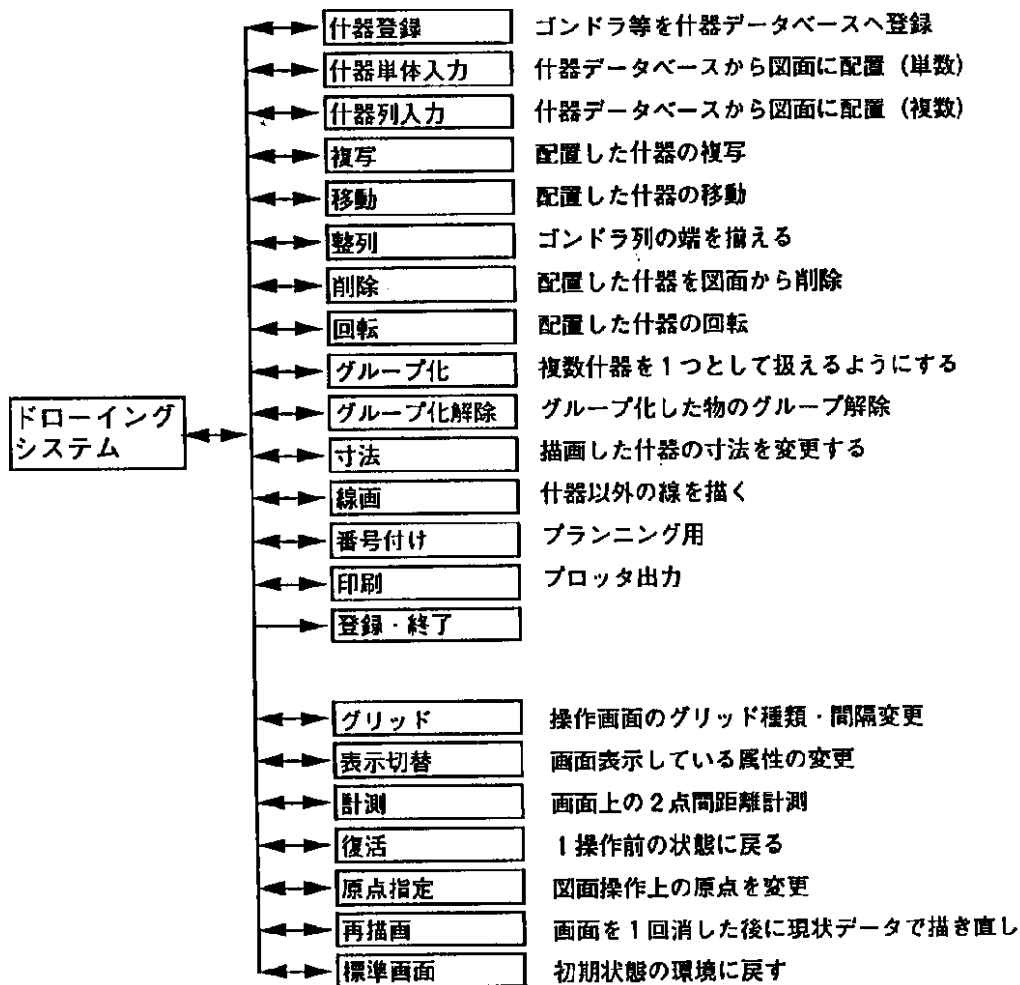 什器登録 ゴンドラ等を什器データベースへ登録
什器単体入力 什器データベースから図面に配置（単数）
什器列入力 什器データベースから図面に配置（複数）
複写 配置した什器の複写
移動 配置した什器の移動
整列 ゴンドラ列の端を揃える
削除 配置した什器を図面から削除
回転 配置した什器の回転
グループ化 複数什器を1つとして扱えるようにする
ドローイング
システム
グループ化解除 グループ化した物のグループ解除
寸法 描画した什器の寸法を変更する
線画 什器以外の線を描く
番号付け プランニング用
印刷 プロッタ出力
登録・終了
グリッド 操作画面のグリッド種類・間隔変更
表示切替 画面表示している属性の変更
計測 画面上の2点間距離計測
復活 1操作前の状態に戻る
原点指定 図面操作上の原点を変更
再描画 画面を1回消した後に現状データで描き直し
標準画面 初期状態の環境に戻す